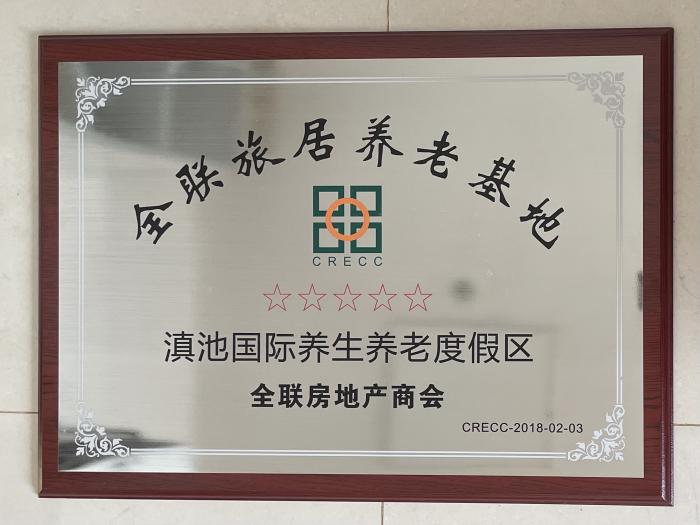 全联旅居养老基地
CRECC
☆☆☆☆☆
滇池国际养生养老度假区
全联房地产商会
CRECC-2018-02-03